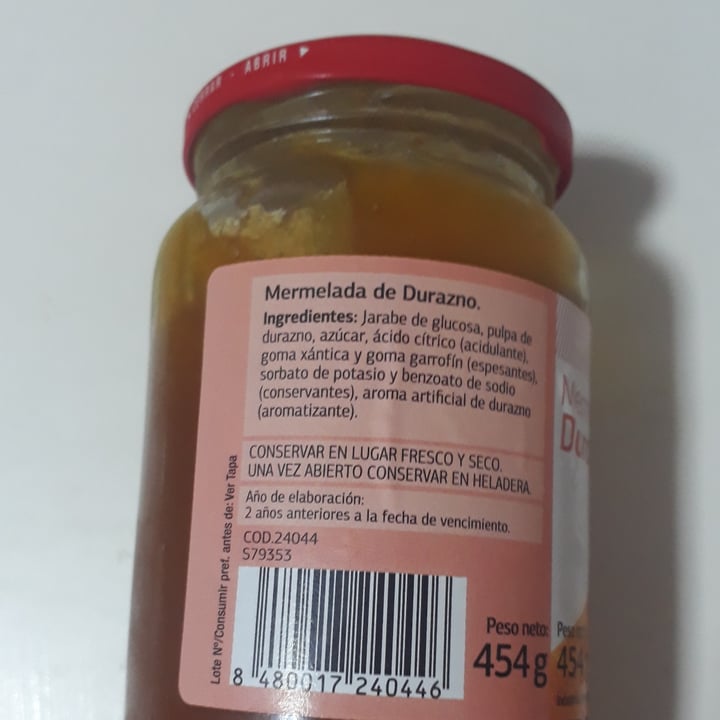 ABRIR
Mermelada de Durazno.
Ingredientes: Jarabe de glucosa, pulpa de
durazno, azúcar, ácido cítrico (acidulante),
goma xántica y goma garrofín (espesantes),
sorbato de potasio y benzoato de sodio
(conservantes), aroma artificial de durazno
(aromatizante).
CONSERVAR EN LUGAR FRESCO Y SECO.
UNA VEZ ABIERTO CONSERVAR EN HELADERA.
Año de elaboración:
2 años anteriores a la fecha de vencimiento.
COD.24044
S79353
Lote Nº/Consumir pref. antes de: Ver Tapa
8 480017 240446
Peso neto:
454g